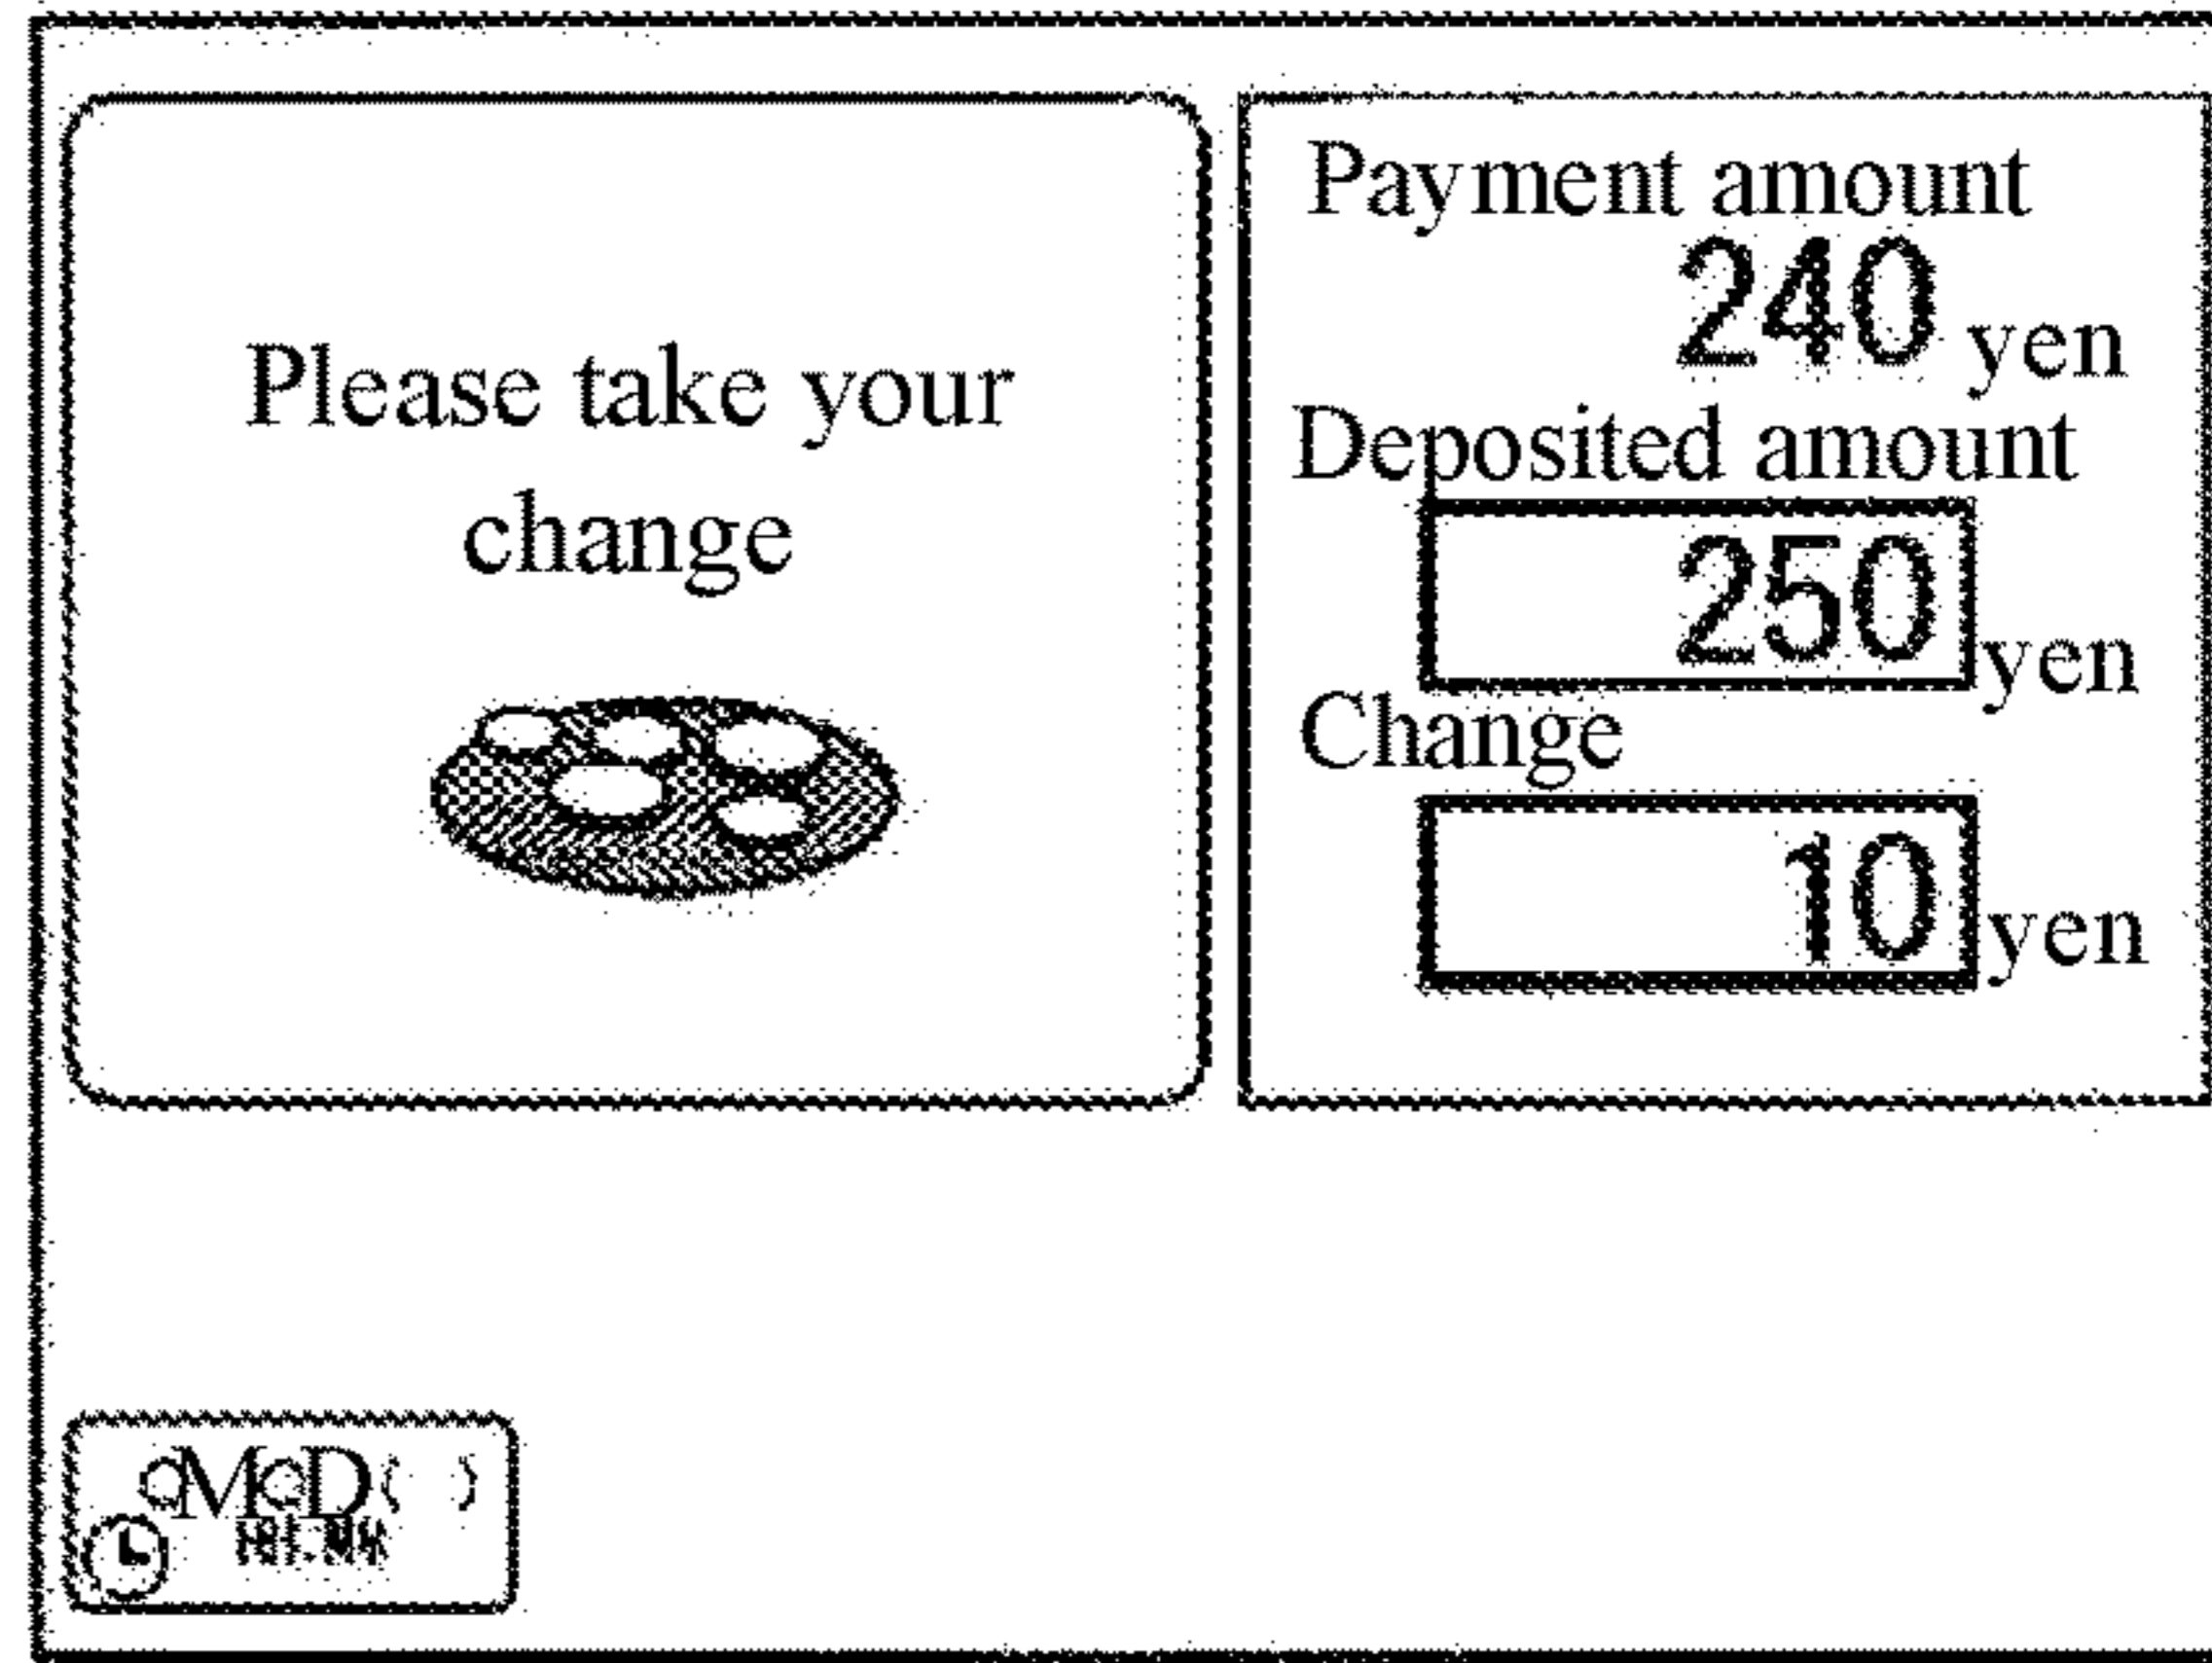 Please take your
change
Payment amount
240 yen
Deposited amount
250 yen
Change
10 yen